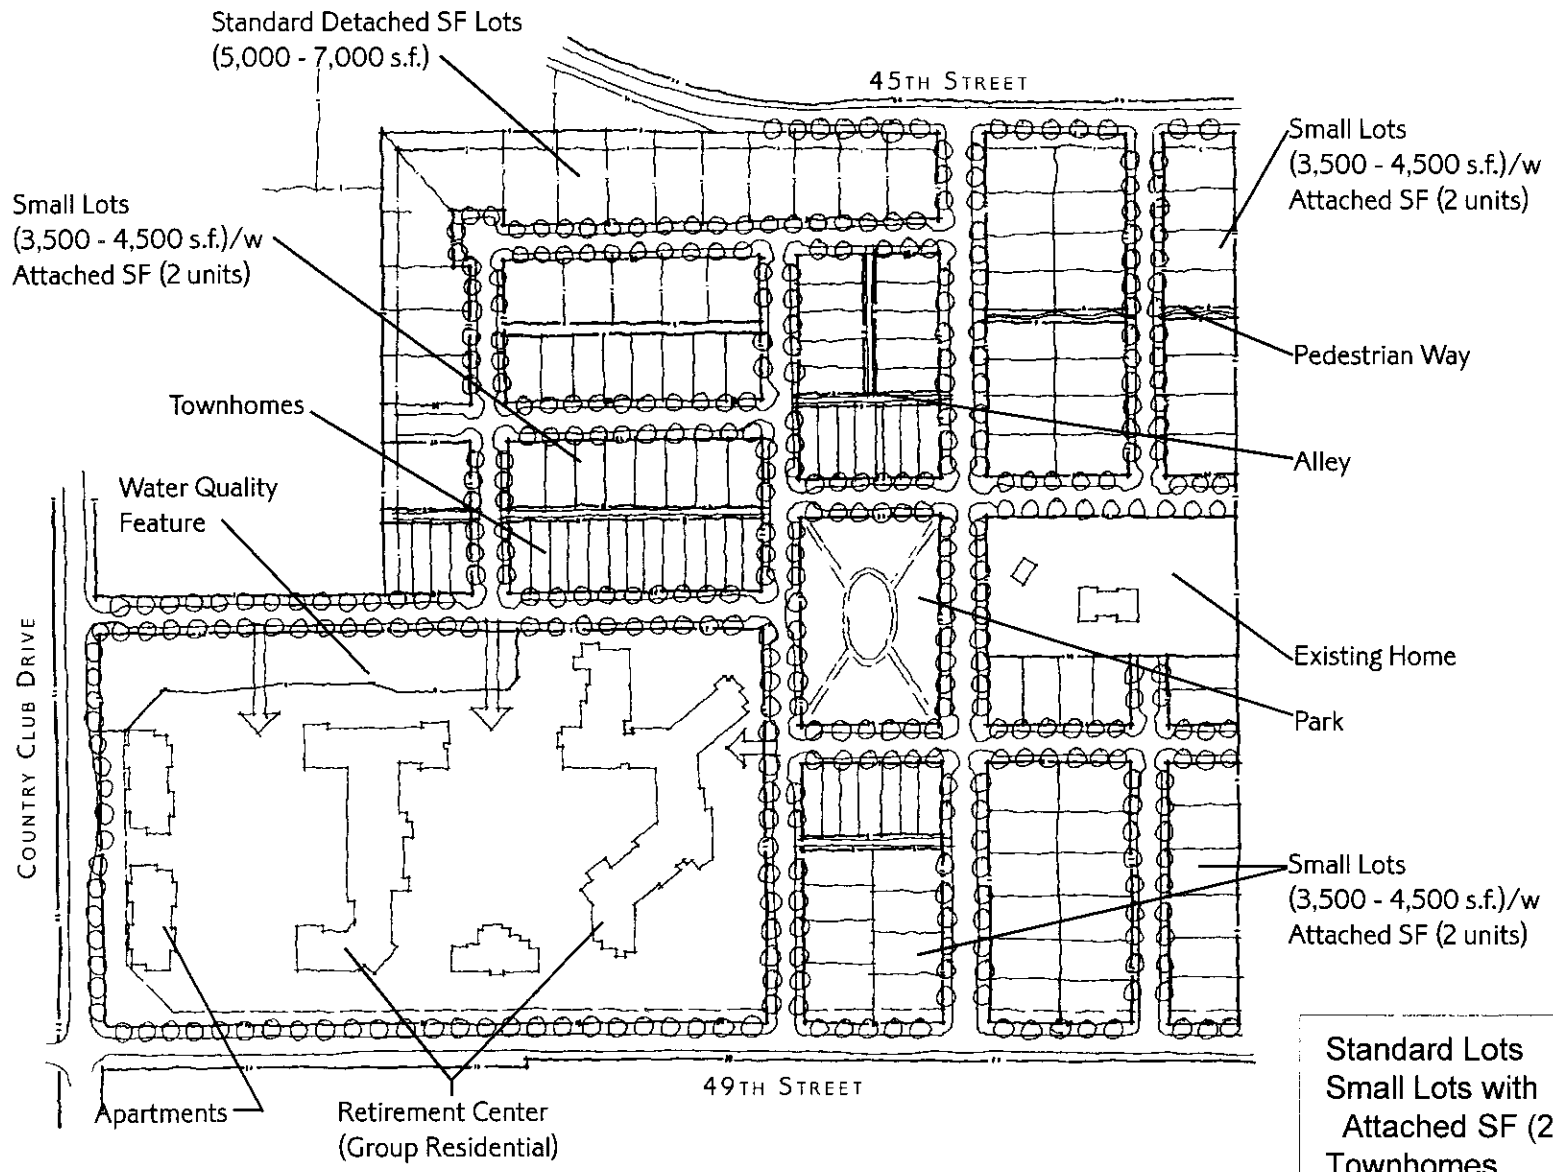 Standard Detached SF Lots
(5,000 - 7,000 s.f.)
45TH STREET
Small Lots
(3,500 - 4,500 s.f.)/w
Attached SF (2 units)
Small Lots
(3,500 - 4,500 s.f.)/w
Attached SF (2 units)
Pedestrian Way
Townhomes
Alley
Water Quality
Feature
COUNTRY CLUB DRIVE
Existing Home
Park
Small Lots
(3,500 - 4,500 s.f.)/w
Attached SF (2 units)
49TH STREET
Apartments
Retirement Center
(Group Residential)
Standard Lots
Small Lots with
Attached SF (2
Townhomes